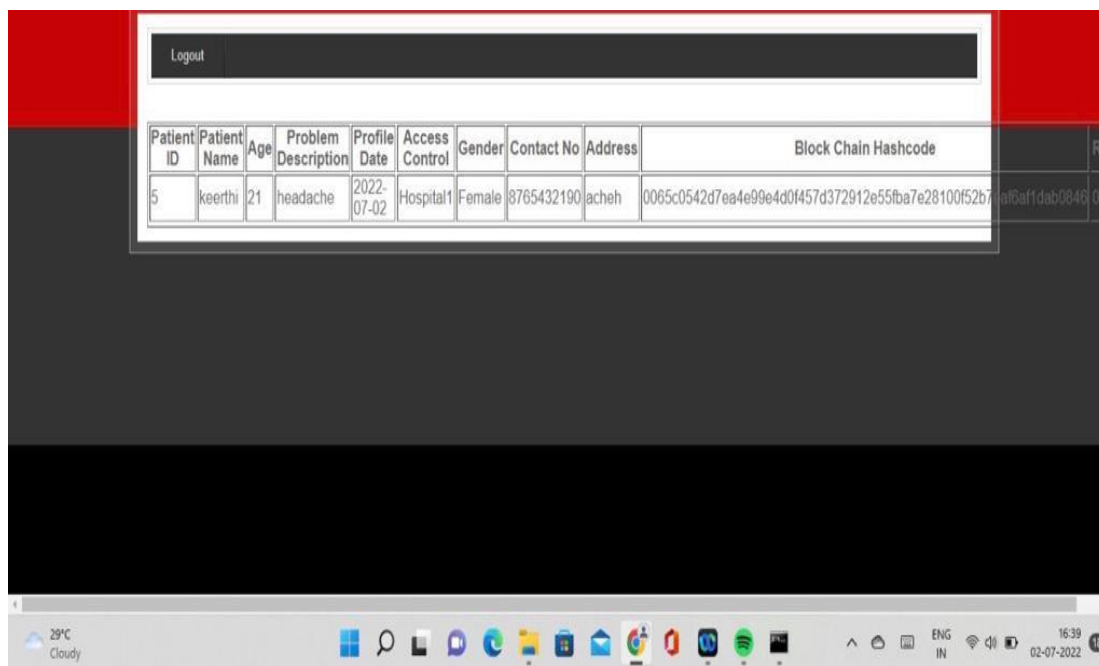 Logout
Patient ID Patient Name Age Problem Description Profile Date Access Control Gender Contact No Address Block Chain Hashcode R
5 keerthi 21 headache 2022-07-02 Hospital1 Female 8765432190 acheh
29°C
Cloudy
ENG
IN
16:39
02-07-2022